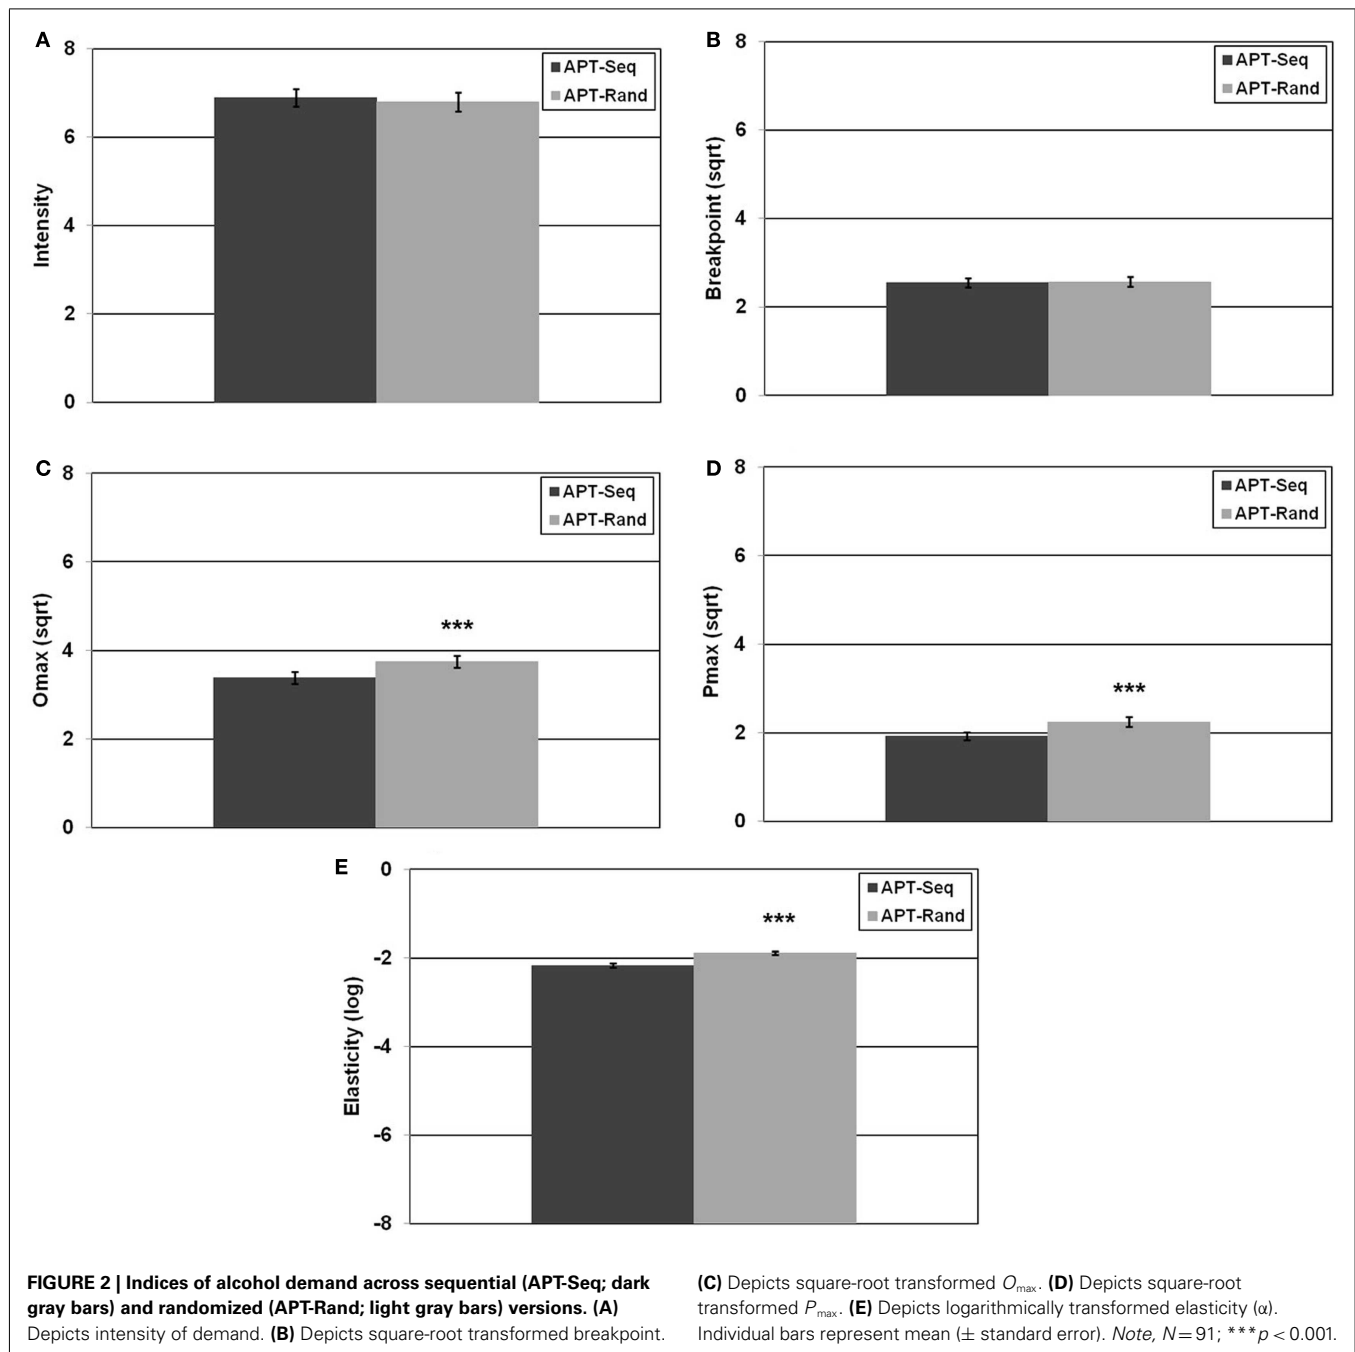 A
8
6
4
2
0
Intensity
APT-Seq
APT-Rand
B
8
6
4
2
0
Breakpoint (sqrt)
APT-Seq
APT-Rand
C
8
6
4
2
0
Omax (sqrt)
APT-Seq
APT-Rand
***
D
8
6
4
2
0
Pmax (sqrt)
APT-Seq
APT-Rand
***
E
0
-2
-4
-6
-8
Elasticity (log)
APT-Seq
APT-Rand
***
FIGURE 2 | Indices of alcohol demand across sequential (APT-Seq; dark
gray bars) and randomized (APT-Rand; light gray bars) versions. (A)
Depicts intensity of demand. (B) Depicts square-root transformed breakpoint.
(C) Depicts square-root transformed Omax. (D) Depicts square-root
transformed Pmax. (E) Depicts logarithmically transformed elasticity (α).
Individual bars represent mean (± standard error). Note, N = 91; ***p < 0.001.